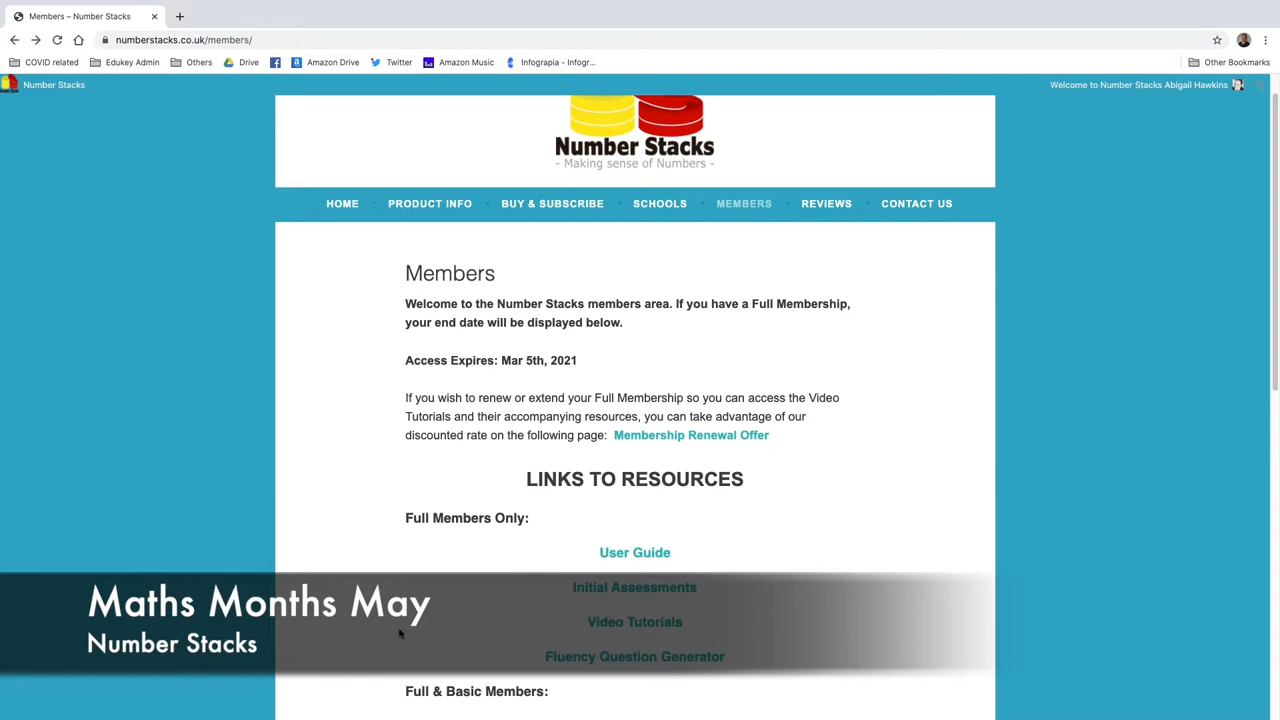 Members – Number Stacks
numberstacks.co.uk/members/
COVID related
Edukey Admin
Others
Drive
Amazon Drive
Twitter
Amazon Music
Infograpia - Infogr...
Other Bookmarks
Number Stacks
Welcome to Number Stacks Abigail Hawkins
Number Stacks
- Making sense of Numbers -
HOME
PRODUCT INFO
BUY & SUBSCRIBE
SCHOOLS
MEMBERS
REVIEWS
CONTACT US
Members
Welcome to the Number Stacks members area. If you have a Full Membership,
your end date will be displayed below.
Access Expires: Mar 5th, 2021
If you wish to renew or extend your Full Membership so you can access the Video
Tutorials and their accompanying resources, you can take advantage of our
discounted rate on the following page: Membership Renewal Offer
LINKS TO RESOURCES
Full Members Only:
User Guide
Initial Assessments
Maths Months May
Video Tutorials
Number Stacks
Fluency Question Generator
Full & Basic Members: